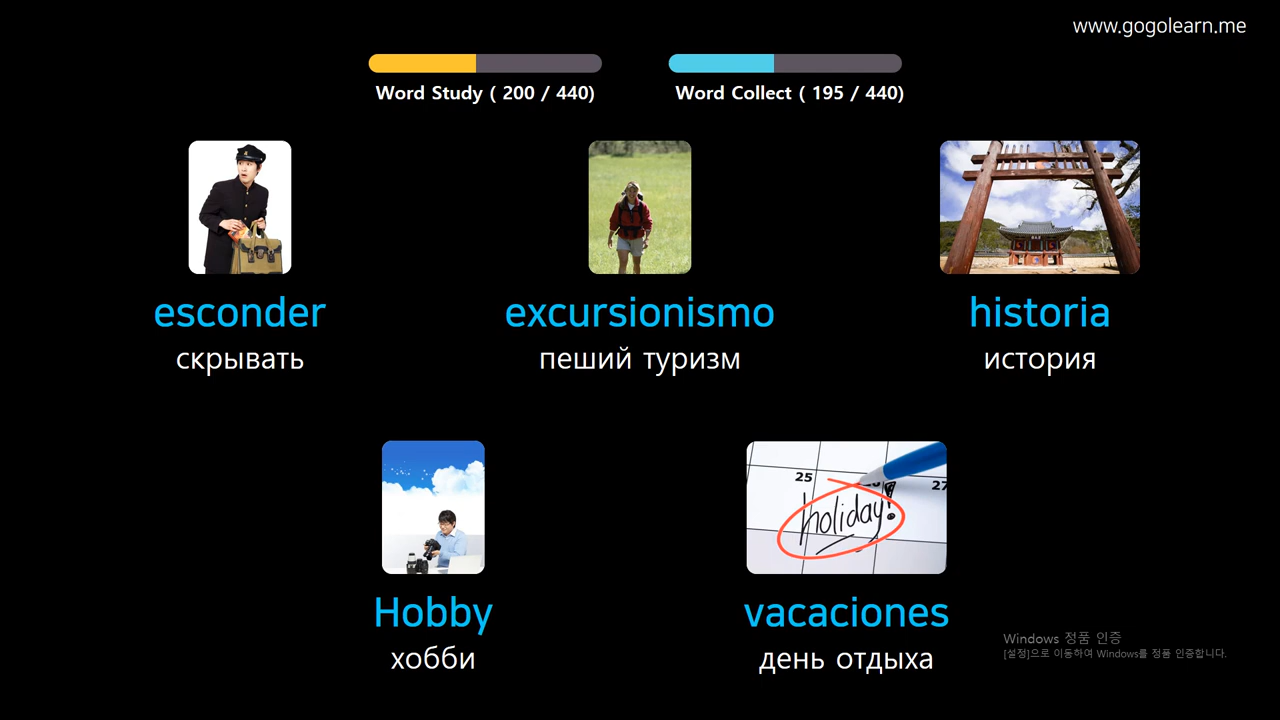 www.gogolearn.me
Word Study ( 200 / 440)
Word Collect ( 195 / 440)
esconder
скрывать
excursionismo
пеший туризм
historia
история
25
27
holiday!
Hobby
хобби
vacaciones
день отдыха
Windows 정품 인증
[설정]으로 이동하여 Windows를 정품 인증합니다.